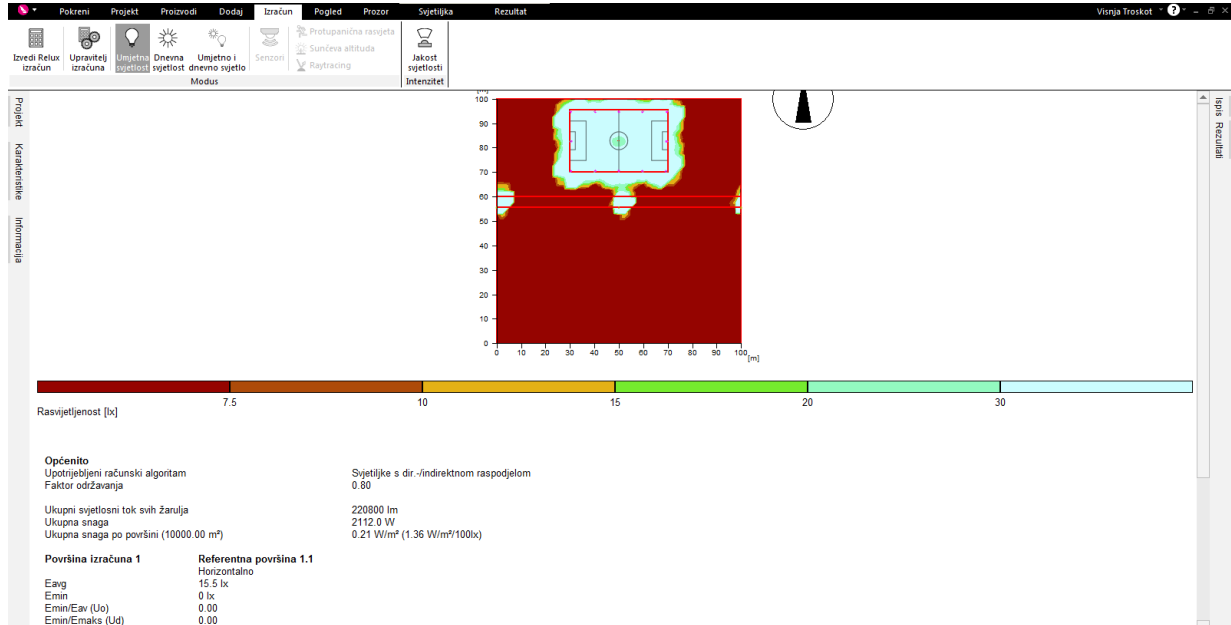 Pokreni Projekt Proizvodi Dodaj Izračun Pogled Prozor Svjetiljka Rezultat Visnja Troskot
Izvedi Relux izračun
Upravitelj izračuna
Umjetna svjetlost
Dnevna svjetlost
Umjetno i dnevno svjetlo
Senzori
Protupanična rasvjeta
Sunčeva altituda
Raytracing
Jakost svjetlosti
Modus
Intenzitet
Projekt
Karakteristike
Informacija
Ispis
Rezultati
[m]
100
90
80
70
60
50
40
30
20
10
0
0 10 20 30 40 50 60 70 80 90 100 [m]
7.5 10 15 20 30
Rasvijetljenost [lx]
Općenito
Upotrijebljeni računski algoritam Svjetiljke s dir.-/indirektnom raspodjelom
Faktor održavanja 0.80
Ukupni svjetlosni tok svih žarulja 220800 lm
Ukupna snaga 2112.0 W
Ukupna snaga po površini (10000.00 m²) 0.21 W/m² (1.36 W/m²/100lx)
Površina izračuna 1 Referentna površina 1.1
Horizontalno
Eavg 15.5 lx
Emin 0 lx
Emin/Eav (Uo) 0.00
Emin/Emaks (Ud) 0.00